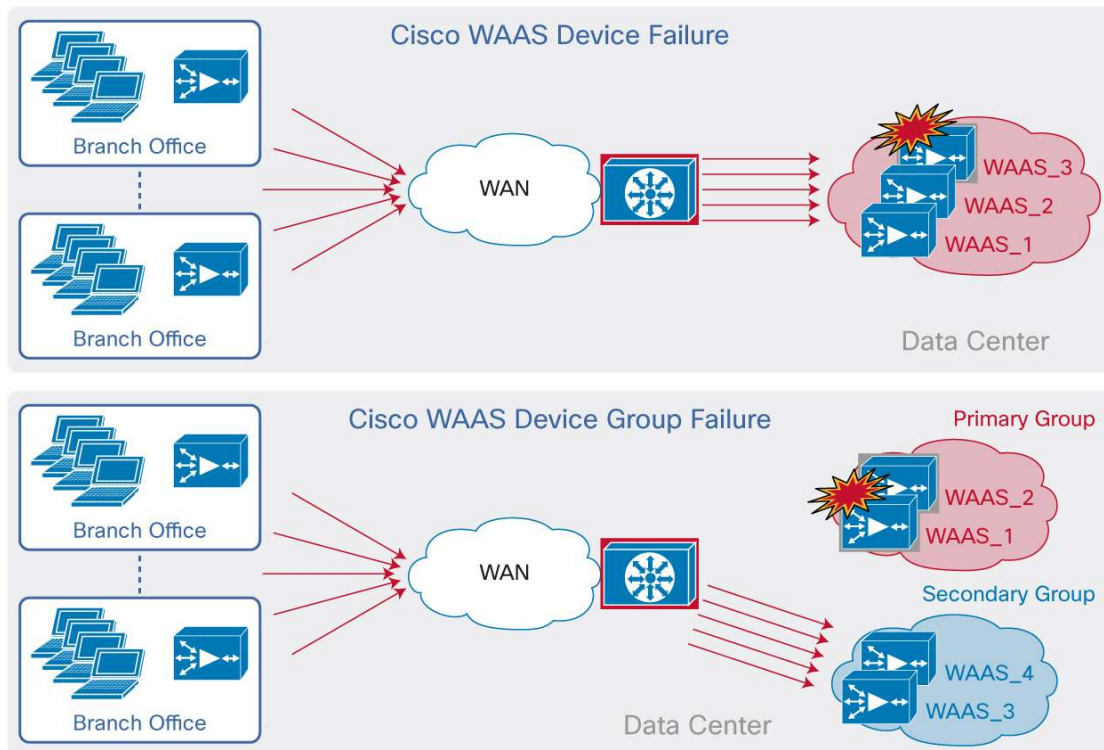 Cisco WAAS Device Failure
Branch Office
WAN
WAAS_3
WAAS_2
WAAS_1
Branch Office
Data Center
Cisco WAAS Device Group Failure
Primary Group
Branch Office
WAAS_2
WAAS_1
WAN
Secondary Group
WAAS_4
WAAS_3
Branch Office
Data Center